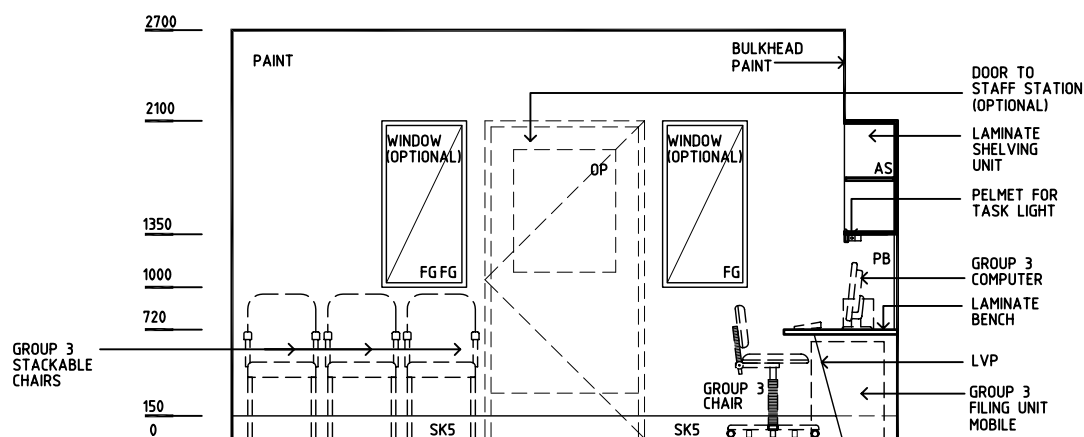 2700
PAINT
BULKHEAD
PAINT
DOOR TO
STAFF STATION
(OPTIONAL)
2100
WINDOW
(OPTIONAL)
OP
WINDOW
(OPTIONAL)
LAMINATE
SHELVING
UNIT
AS
PELMET FOR
TASK LIGHT
1350
PB
FG FG
FG
GROUP 3
COMPUTER
1000
LAMINATE
BENCH
720
GROUP 3
STACKABLE
CHAIRS
LVP
GROUP 3
CHAIR
GROUP 3
FILING UNIT
MOBILE
150
0
SK5
SK5